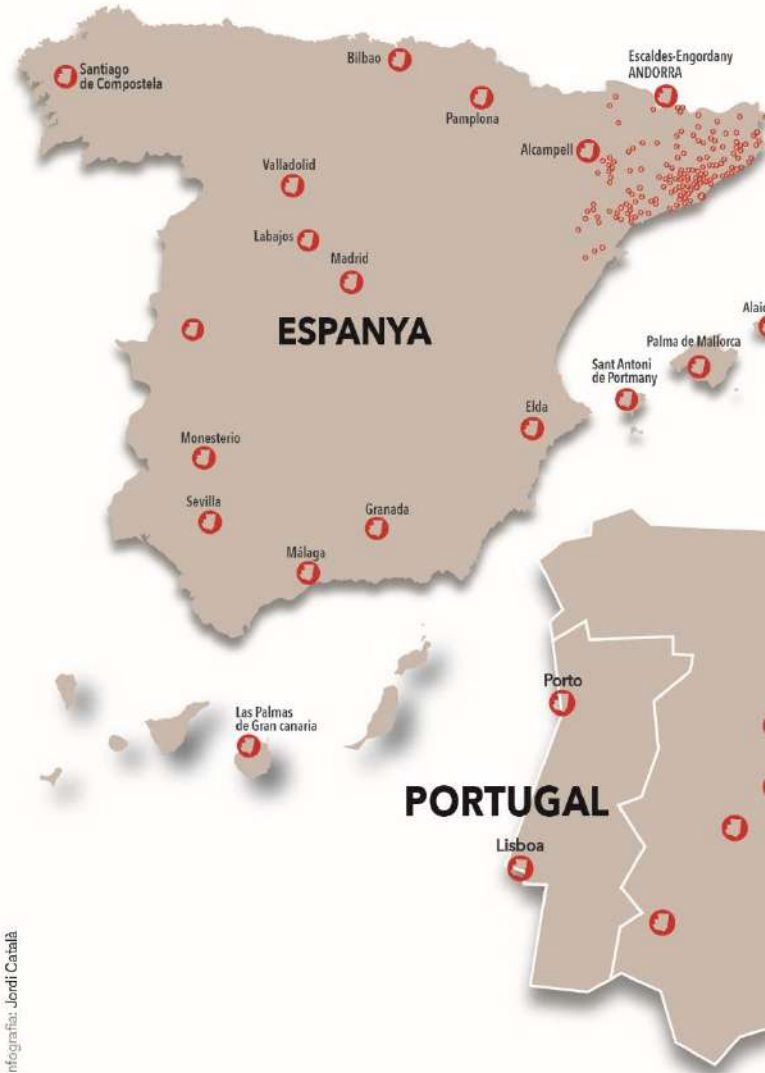 Bilbao
Escaldes-Engordany
ANDORRA
Santiago
de Compostela
Pamplona
Alcampell
Valladolid
Labajos
Madrid
ESPANYA
Palma de Mallorca
Sant Antoni
de Portmany
Elda
Monesterio
Sevilla
Granada
Málaga
Porto
Las Palmas
de Gran canaria
PORTUGAL
Lisboa
nfografia: Jordi Català